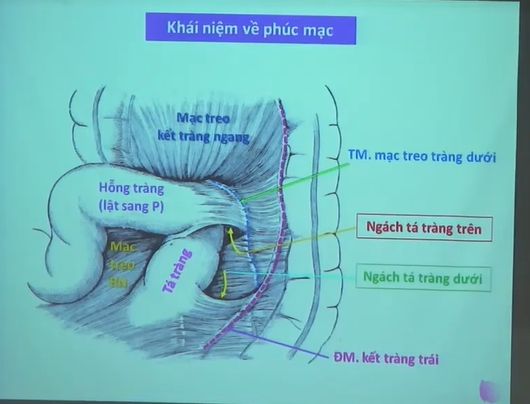 Khái niệm về phúc mạc
Mạc treo
kết tràng ngang
TM. mạc treo tràng dưới
Hỗng tràng
(lật sang P)
Ngách tá tràng trên
Mạc
treo
RN
Tá tràng
Ngách tá tràng dưới
ĐM. kết tràng trái